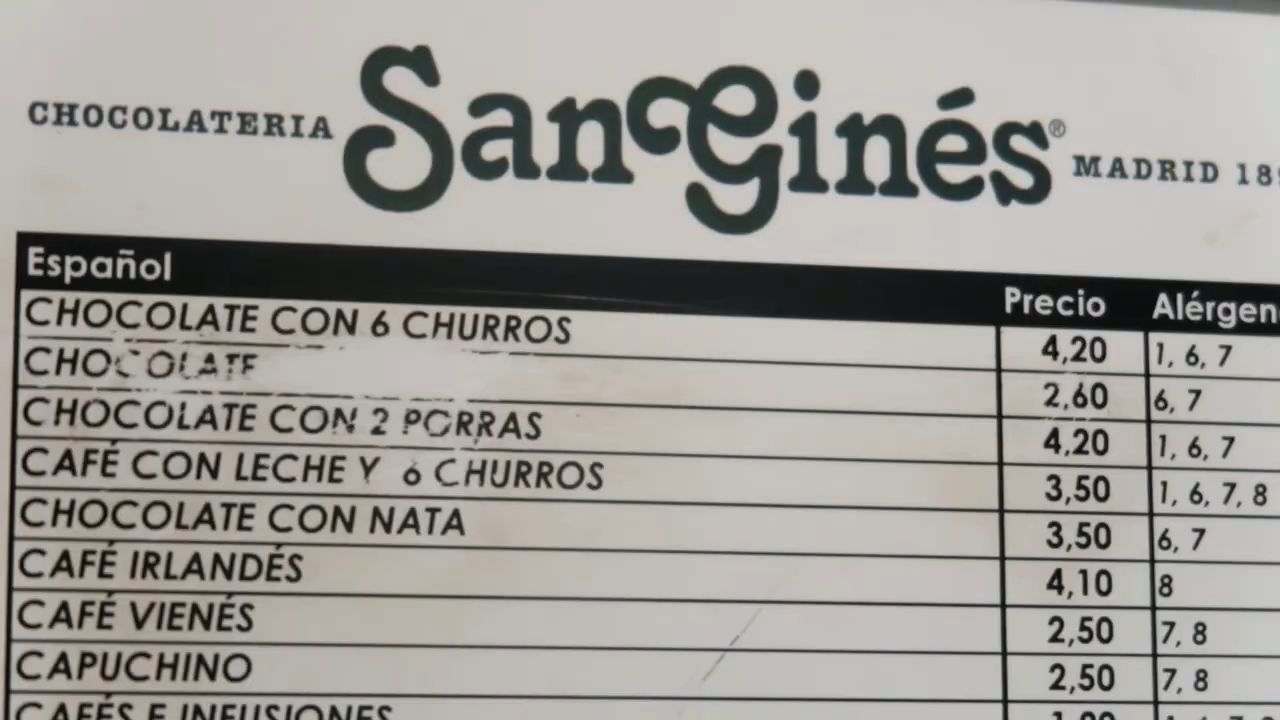 CHOCOLATERIA SanGinés® MADRID
Español Precio
CHOCOLATE CON 6 CHURROS 4,20 1, 6, 7
CHOCOLATE 2,60 6, 7
CHOCOLATE CON 2 PORRAS 4,20 1, 6, 7
CAFÉ CON LECHE Y 6 CHURROS 3,50 1, 6, 7, 8
CHOCOLATE CON NATA 3,50 6, 7
CAFÉ IRLANDÉS 4,10 8
CAFÉ VIENÉS 2,50 7, 8
CAPUCHINO 2,50 7, 8
CAFÉS E INFUSIONES